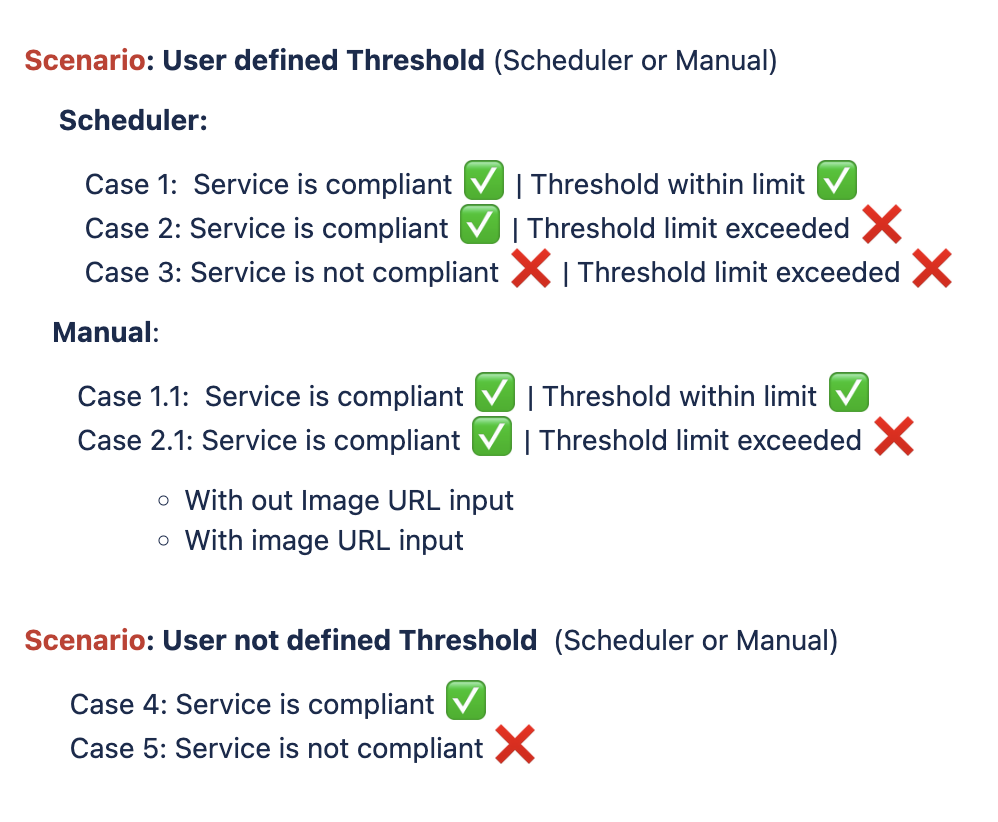 Scenario: User defined Threshold (Scheduler or Manual)
Scheduler:
Case 1:  Service is compliant ✅ | Threshold within limit ✅
Case 2: Service is compliant ✅ | Threshold limit exceeded ❌
Case 3: Service is not compliant ❌ | Threshold limit exceeded ❌
Manual:
Case 1.1:  Service is compliant ✅ | Threshold within limit ✅
Case 2.1: Service is compliant ✅ | Threshold limit exceeded ❌
◦ With out Image URL input
◦ With image URL input
Scenario: User not defined Threshold  (Scheduler or Manual)
Case 4: Service is compliant ✅
Case 5: Service is not compliant ❌